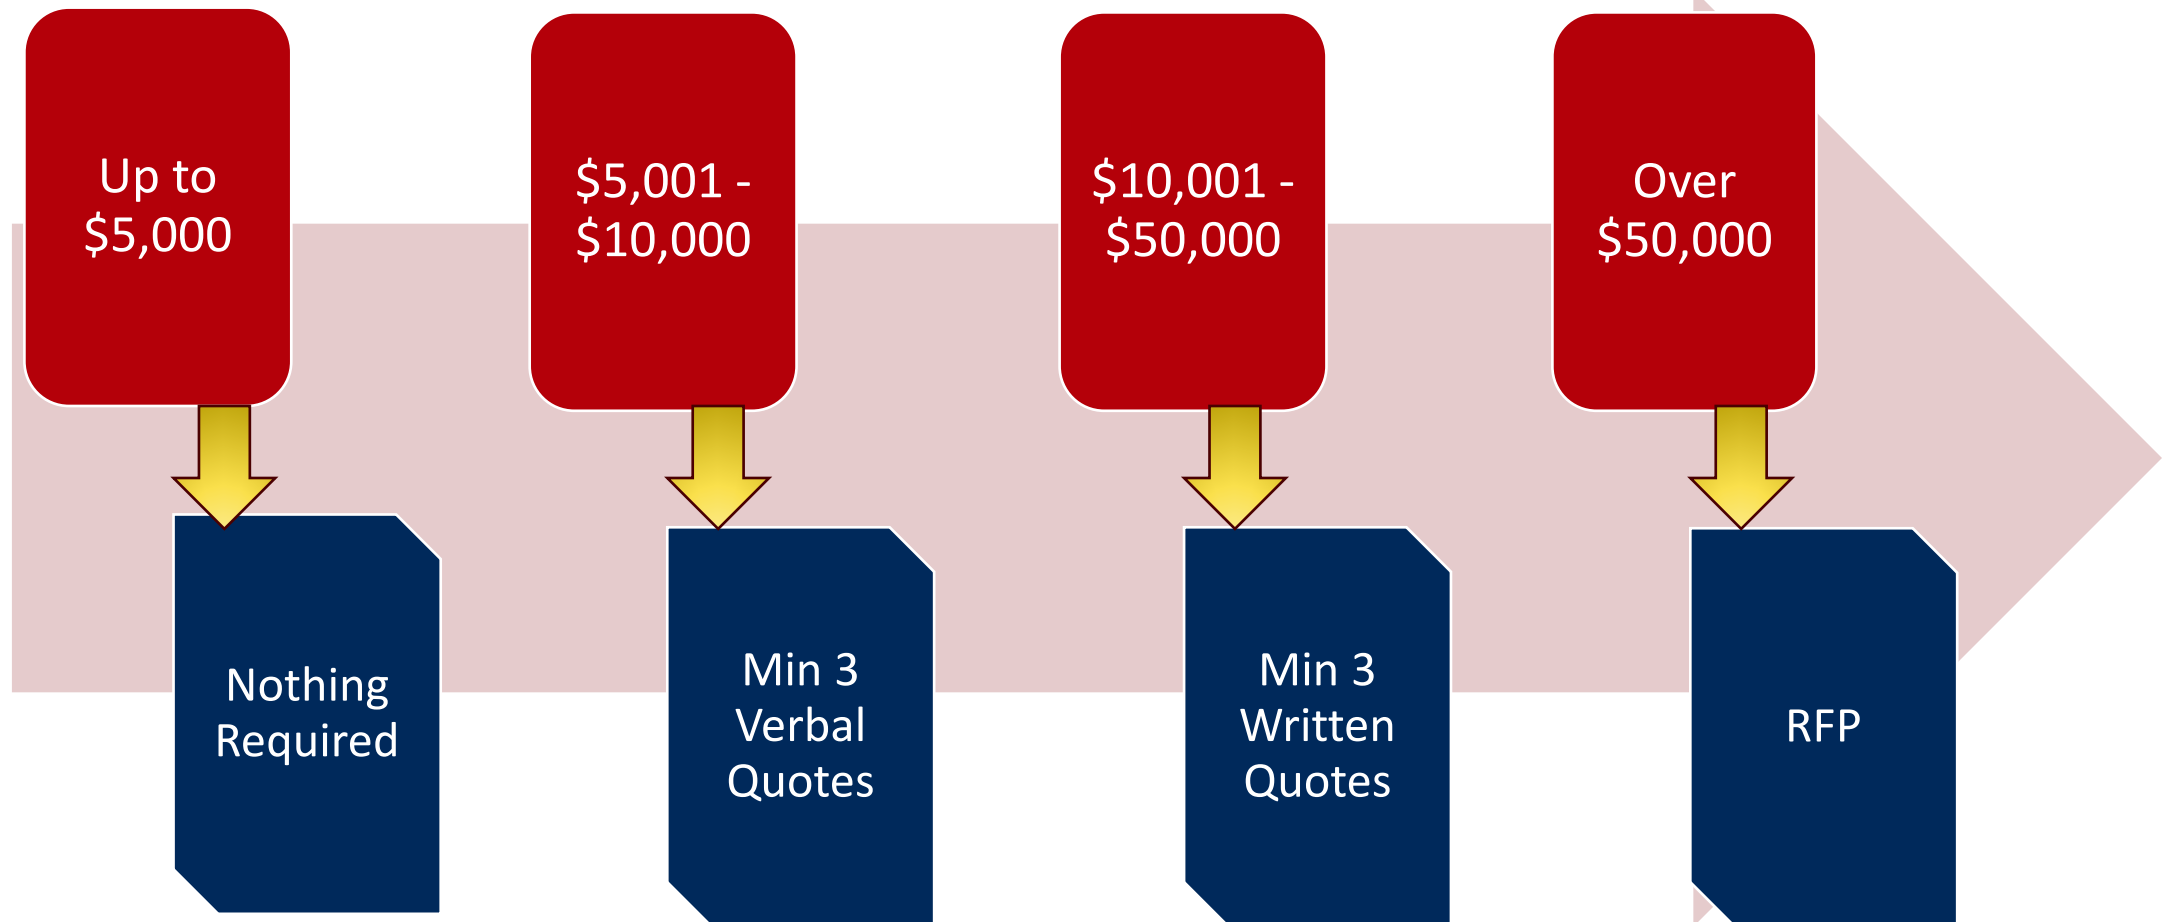 Up to
$5,000
$5,001 -
$10,000
$10,001 -
$50,000
Over
$50,000
Nothing
Required
Min 3
Verbal
Quotes
Min 3
Written
Quotes
RFP